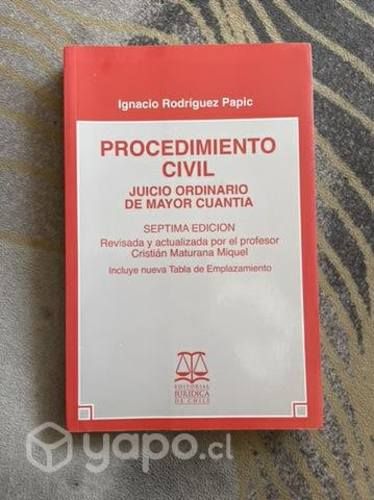 Ignacio Rodríguez Papic
PROCEDIMIENTO
CIVIL
JUICIO ORDINARIO
DE MAYOR CUANTIA
SEPTIMA EDICION
Revisada y actualizada por el profesor
Cristián Maturana Miquel
Incluye nueva Tabla de Emplazamiento
EDITORIAL
JURIDICA
DE CHILE
yapo.cl